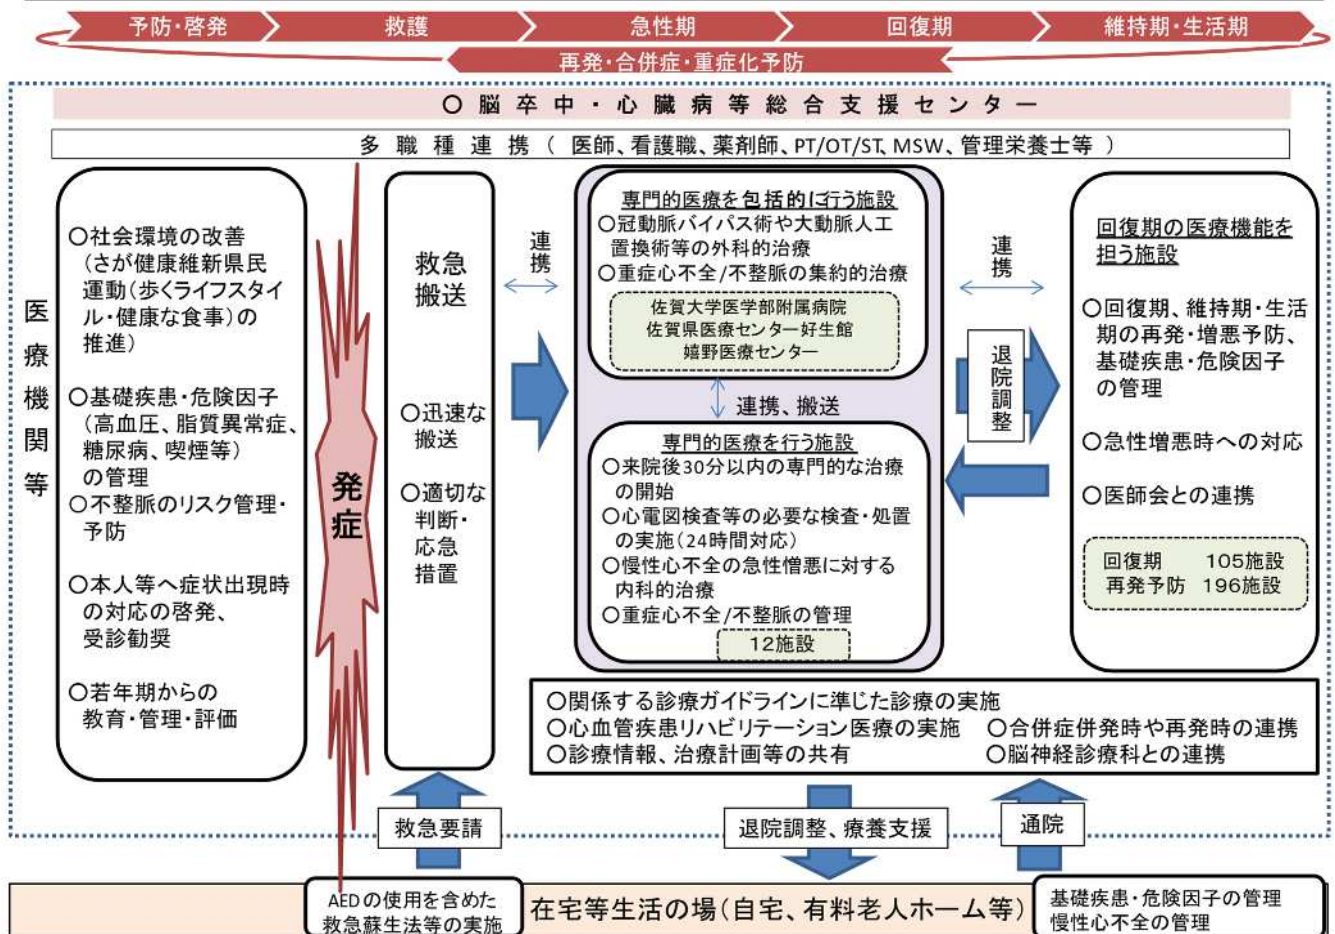 予防・啓発
救護
急性期
回復期
維持期・生活期
再発・合併症・重症化予防
〇脳卒中・心臓病等総合支援センター
多職種連携（医師、看護職、薬剤師、PT/OT/ST、MSW、管理栄養士等）
医療機関等
〇社会環境の改善
（さが健康維新県民
運動（歩くライフスタイ
ル・健康な食事）の
推進）
〇基礎疾患・危険因子
（高血圧、脂質異常症、
糖尿病、喫煙等）
の管理
〇不整脈のリスク管理・
予防
〇本人等へ症状出現時
の対応の啓発、
受診勧奨
〇若年期からの
教育・管理・評価
発症
救急
搬送
〇迅速な
搬送
〇適切な
判断・
応急
措置
連携
専門的医療を包括的に行う施設
〇冠動脈バイパス術や大動脈人工
置換術等の外科的治療
〇重症心不全/不整脈の集約的治療
佐賀大学医学部附属病院
佐賀県医療センター好生館
嬉野医療センター
連携、搬送
専門的医療を行う施設
〇来院後30分以内の専門的な治療
の開始
〇心電図検査等の必要な検査・処置
の実施（24時間対応）
〇慢性心不全の急性憎悪に対する
内科的治療
〇重症心不全/不整脈の管理
12施設
連携
退院調整
回復期の医療機能を
担う施設
〇回復期、維持期・生活
期の再発・増悪予防、
基礎疾患・危険因子
の管理
〇急性増悪時への対応
〇医師会との連携
回復期 105施設
再発予防 196施設
〇関係する診療ガイドラインに準じた診療の実施
〇心血管疾患リハビリテーション医療の実施 〇合併症併発時や再発時の連携
〇診療情報、治療計画等の共有 〇脳神経診療科との連携
救急要請
退院調整、療養支援
通院
AEDの使用を含めた
救急蘇生法等の実施
在宅等生活の場（自宅、有料老人ホーム等）
基礎疾患・危険因子の管理
慢性心不全の管理